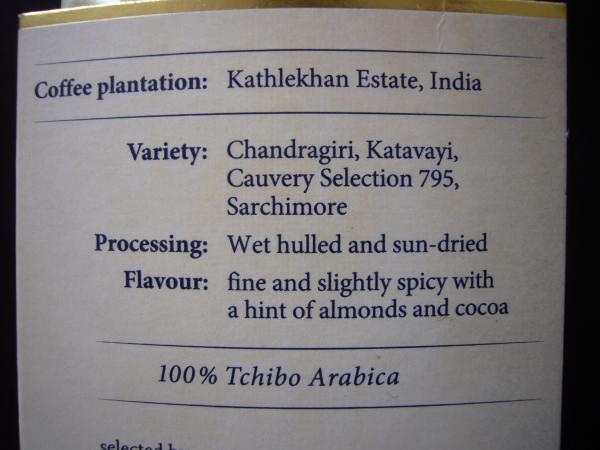 Coffee plantation: Kathlekhan Estate, India
Variety: Chandragiri, Katavayi,
Cauvery Selection 795,
Sarchimore
Processing: Wet hulled and sun-dried
Flavour: fine and slightly spicy with
a hint of almonds and cocoa
100% Tchibo Arabica
selected